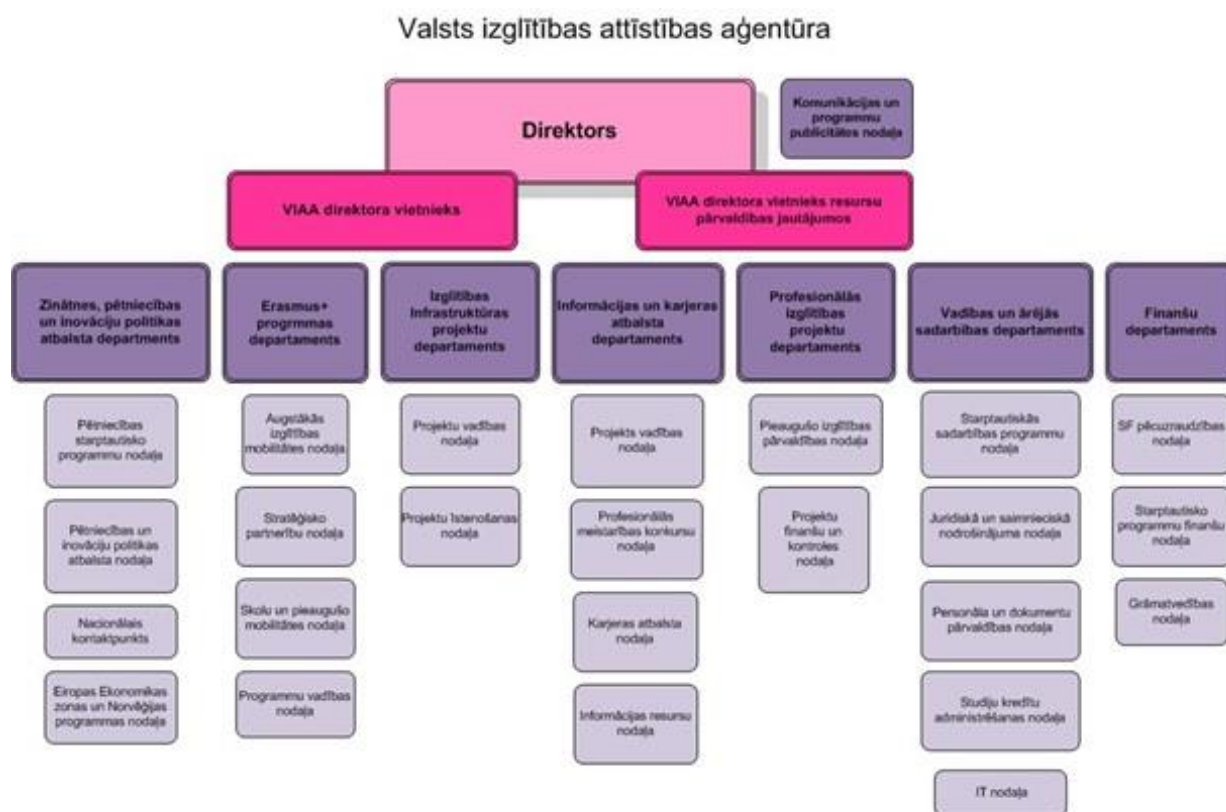 Valsts izglītības attīstības aģentūra
Direktors
Komunikācijas un
programmu
publicitātes nodaļa
VIAA direktora vietnieks
VIAA direktora vietnieks resursu
pārvaldības jautājumos
Zinātnes, pētniecības
un inovāciju politikas
atbalsta departments
Erasmus+
progrmmas
departaments
Izglītības
Infrastruktūras
projektu
departaments
Informācijas un karjeras
atbalsta
departaments
Profesionālās
izglītības
projektu
departaments
Vadības un ārējās
sadarbības departaments
Finanšu
departaments
Pētniecības
starptautisko
programmu nodaļa
Pētniecības un
inovāciju politikas
atbalsta nodaļa
Nacionālais
kontaktpunkts
Eiropas Ekonomikas
zonas un Norvēģijas
programmas nodaļa
Augstākās
izglītības
mobilitātes nodaļa
Stratēģisko
partnerību nodaļa
Skolu un pieaugušo
mobilitātes nodaļa
Programmu vadības
nodaļa
Projektu vadības
nodaļa
Projektu īstenošanas
nodaļa
Projekts vadības
nodaļa
Profesionālās
meistarības konkursu
nodaļa
Karjeras atbalsta
nodaļa
Informācijas resursu
nodaļa
Pieaugušo izglītības
pārvaldības nodaļa
Projektu
finanšu un
kontroles
nodaļa
Starptautiskās
sadarbības programmu
nodaļa
Juridiskā un saimnieciskā
nodrošinājuma nodaļa
Personāla un dokumentu
pārvaldības nodaļa
Studiju kredītu
administrēšanas nodaļa
IT nodaļa
SF pēcuzraudzības
nodaļa
Starptautisko
programmu finanšu
nodaļa
Grāmatvedības
nodaļa